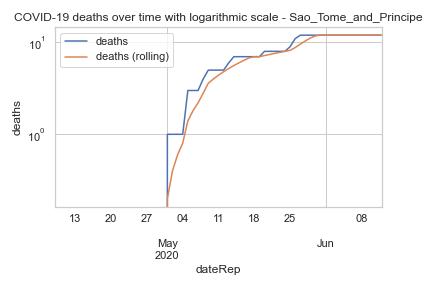 COVID-19 deaths over time with logarithmic scale - Sao_Tome_and_Principe
deaths
deaths (rolling)
10¹
10⁰
deaths
13 20 27 04 11 18 25 08
May Jun
2020
dateRep